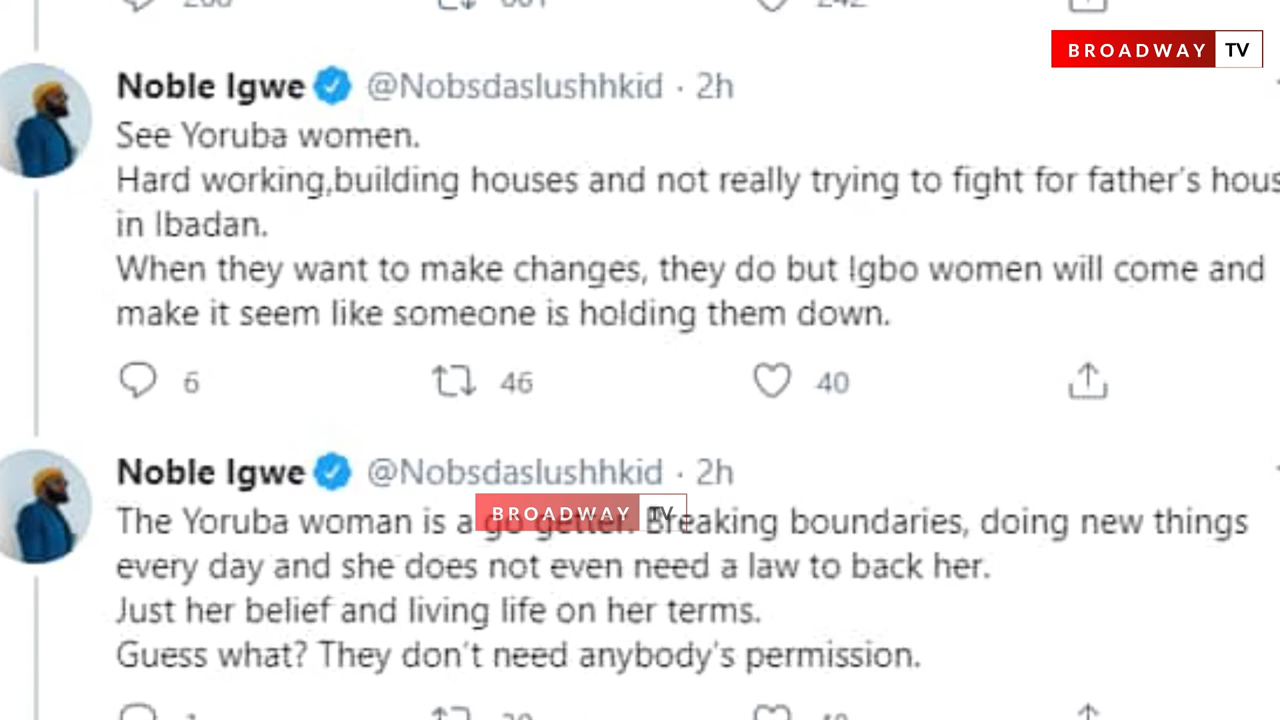 BROADWAY TV
Noble Igwe @Nobsdaslushhkid · 2h
See Yoruba women.
Hard working,building houses and not really trying to fight for father's hous
in Ibadan.
When they want to make changes, they do but Igbo women will come and
make it seem like someone is holding them down.
6 46 40
Noble Igwe @Nobsdaslushhkid · 2h
BROADWAY TV
The Yoruba woman is a go getter. Breaking boundaries, doing new things
every day and she does not even need a law to back her.
Just her belief and living life on her terms.
Guess what? They don't need anybody's permission.